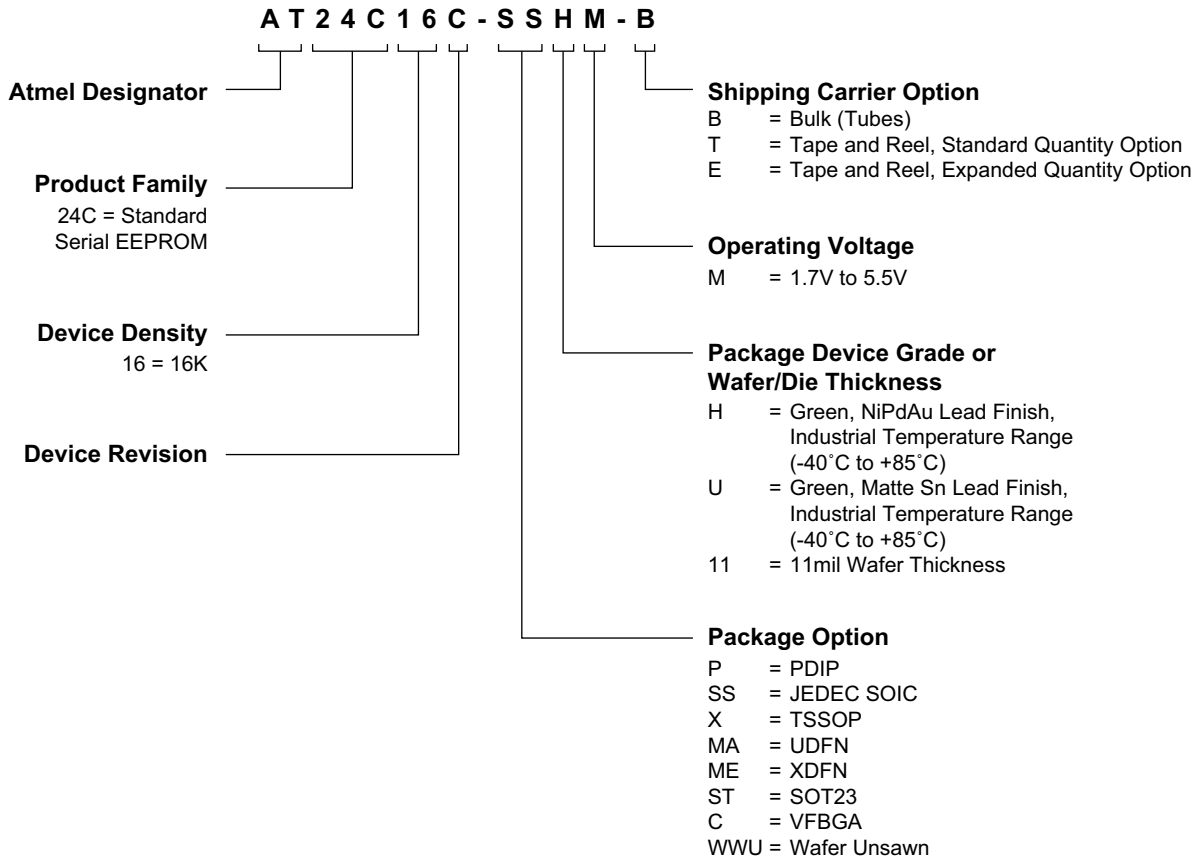 AT24C16C-SSHM-B
Atmel Designator
Product Family
24C = Standard
Serial EEPROM
Device Density
16 = 16K
Device Revision
Shipping Carrier Option
B = Bulk (Tubes)
T = Tape and Reel, Standard Quantity Option
E = Tape and Reel, Expanded Quantity Option
Operating Voltage
M = 1.7V to 5.5V
Package Device Grade or
Wafer/Die Thickness
H = Green, NiPdAu Lead Finish,
Industrial Temperature Range
(-40˚C to +85˚C)
U = Green, Matte Sn Lead Finish,
Industrial Temperature Range
(-40˚C to +85˚C)
11 = 11mil Wafer Thickness
Package Option
P = PDIP
SS = JEDEC SOIC
X = TSSOP
MA = UDFN
ME = XDFN
ST = SOT23
C = VFBGA
WWU = Wafer Unsawn